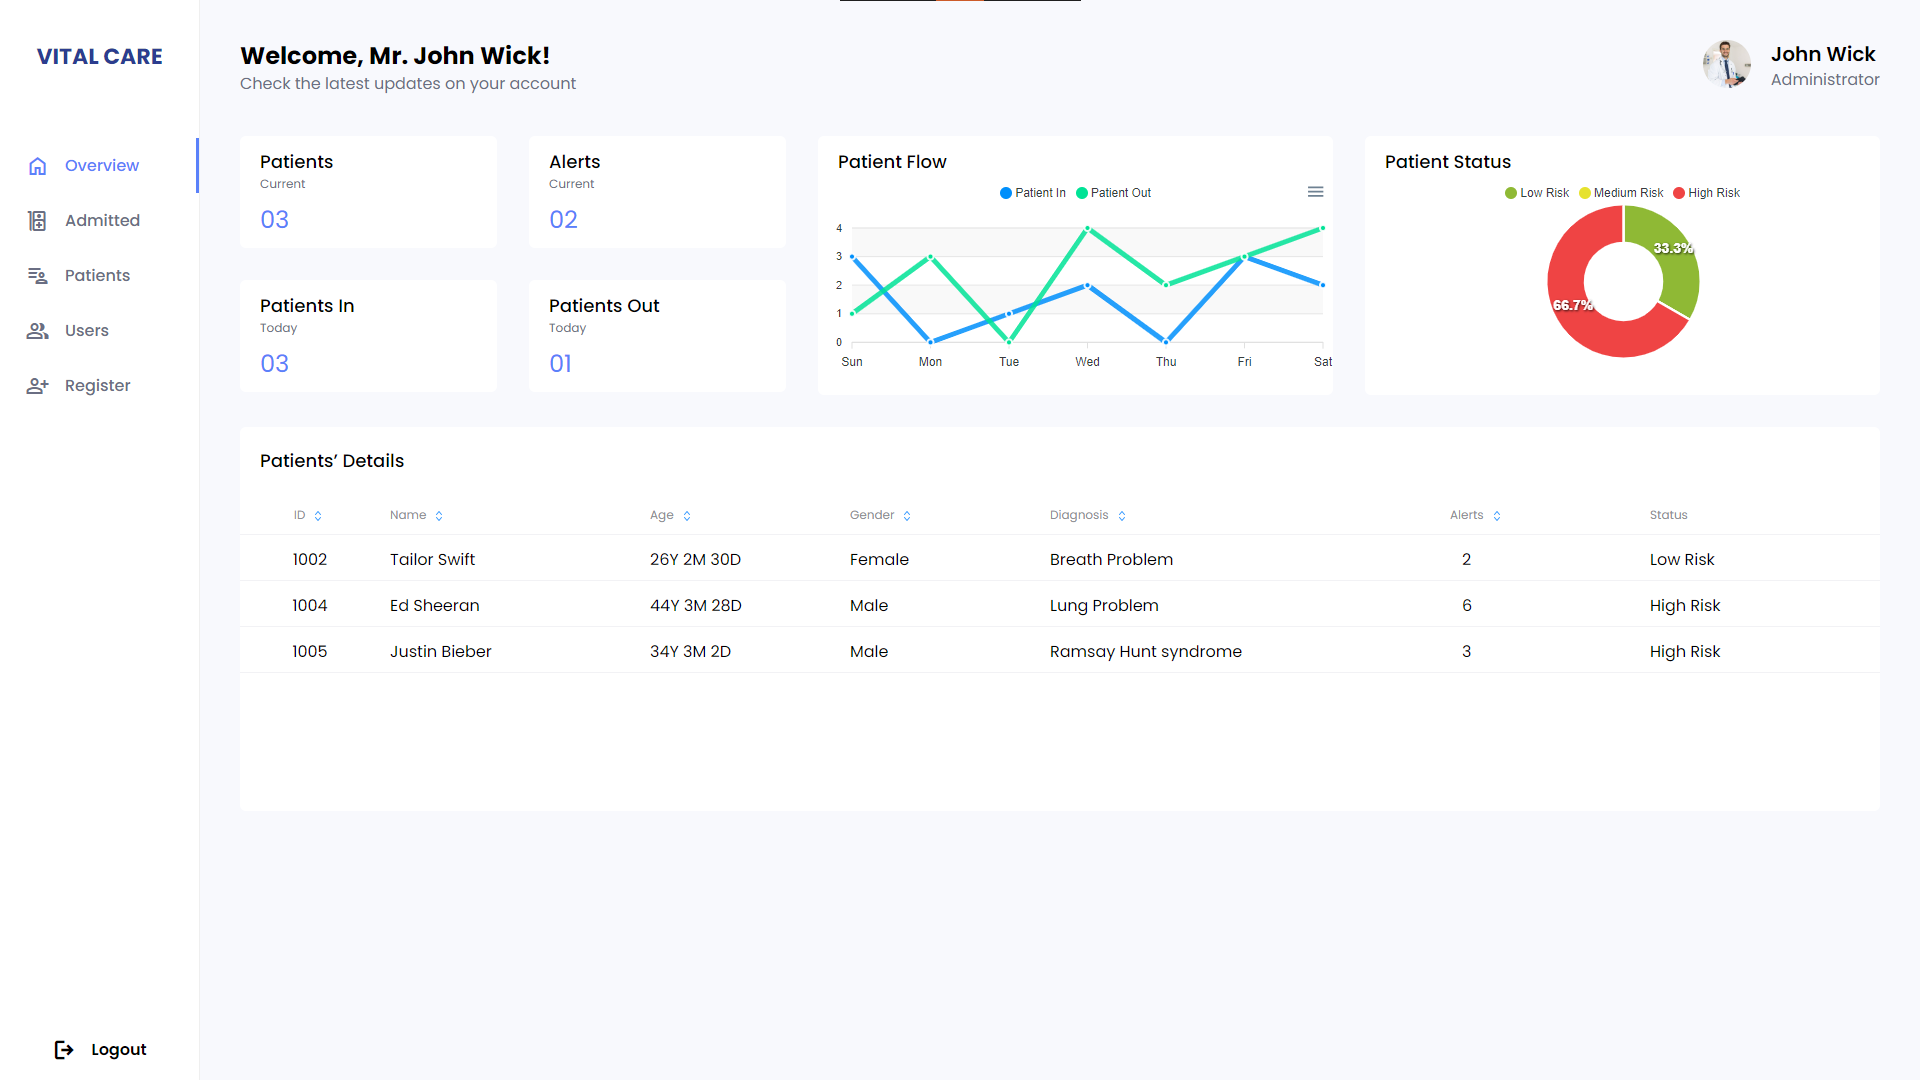 VITAL CARE
Overview
Admitted
Patients
Users
Register
Logout
Welcome, Mr. John Wick!
Check the latest updates on your account
John Wick
Administrator
Patients
Current
03
Alerts
Current
02
Patients In
Today
03
Patients Out
Today
01
Patient Flow
Patient In Patient Out
4
3
2
1
0
Sun Mon Tue Wed Thu Fri Sat
Patient Status
Low Risk Medium Risk High Risk
33.3%
66.7%
Patients’ Details
ID Name Age Gender Diagnosis Alerts Status
1002 Tailor Swift 26Y 2M 30D Female Breath Problem 2 Low Risk
1004 Ed Sheeran 44Y 3M 28D Male Lung Problem 6 High Risk
1005 Justin Bieber 34Y 3M 2D Male Ramsay Hunt syndrome 3 High Risk